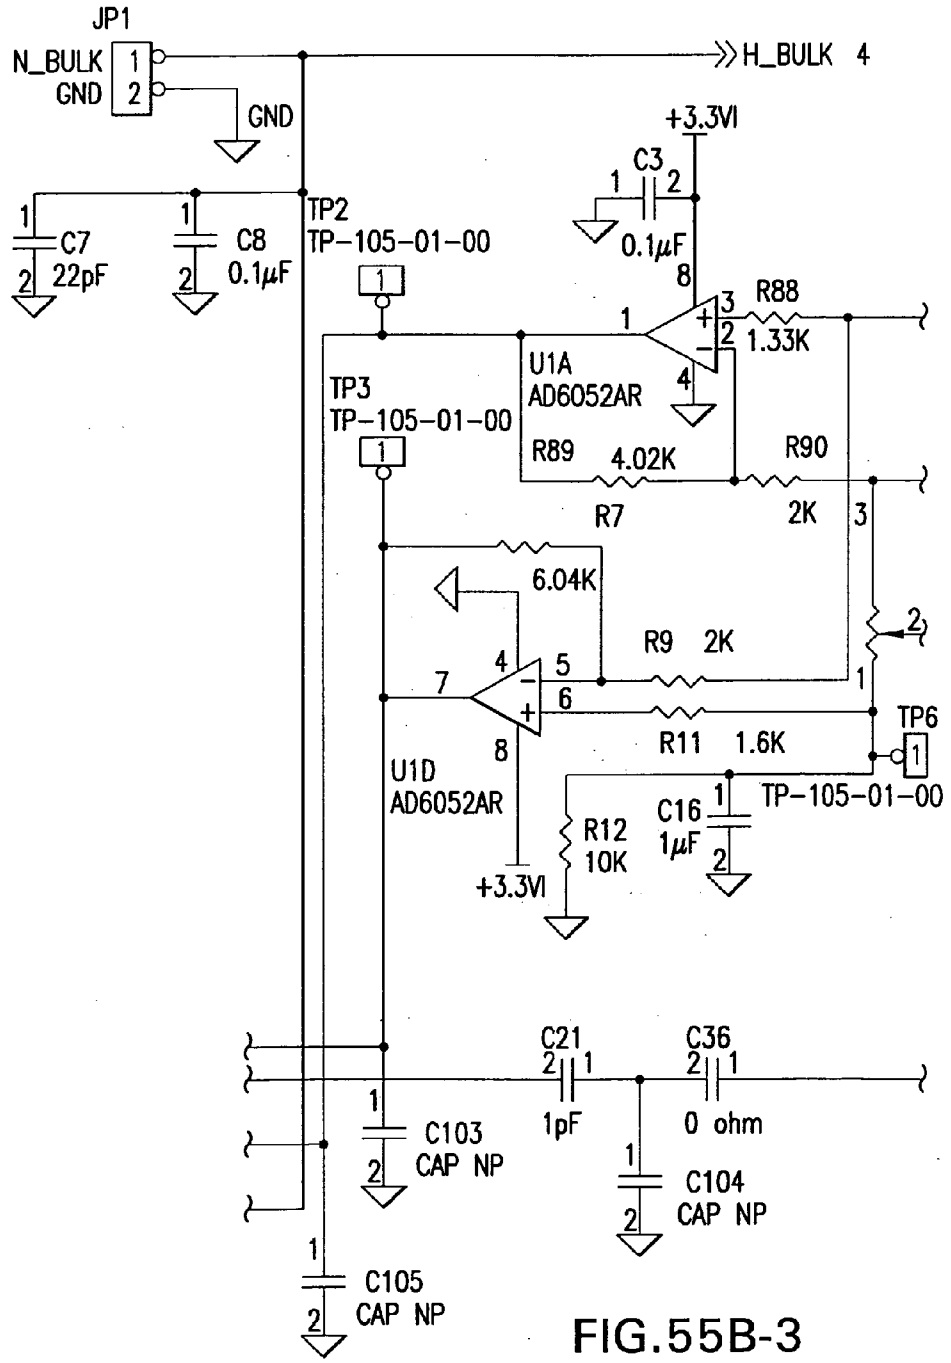 JP1
N_BULK 1
GND 2
H_BULK 4
GND
+3.3VI
C3
1 2
0.1µF
1 C7
2 22pF
1 C8
2 0.1µF
TP2
TP-105-01-00
1
8
1
3
+
2
−
4
R88
1.33K
U1A
AD6052AR
TP3
TP-105-01-00
1
R89 4.02K
R90
2K
R7
6.04K
3
2
1
R9 2K
4
7
− 5
+ 6
8
R11 1.6K
U1D
AD6052AR
+3.3VI
TP6
1
TP-105-01-00
R12
10K
1
C16
1µF
2
C21
2 1
1pF
C36
2 1
0 ohm
1
C103
CAP NP
2
1
C104
CAP NP
2
1
C105
CAP NP
2
FIG.55B-3